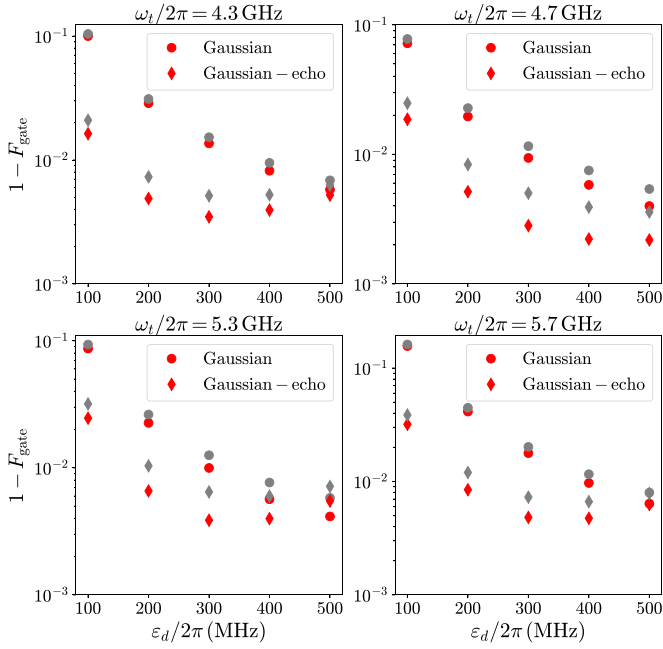 ω_t/2π = 4.3 GHz
10⁻¹
10⁻²
10⁻³
1 − F_gate
100 200 300 400 500
Gaussian
Gaussian − echo
ω_t/2π = 4.7 GHz
10⁻¹
10⁻²
10⁻³
100 200 300 400 500
Gaussian
Gaussian − echo
ω_t/2π = 5.3 GHz
10⁻¹
10⁻²
10⁻³
1 − F_gate
100 200 300 400 500
ε_d/2π (MHz)
Gaussian
Gaussian − echo
ω_t/2π = 5.7 GHz
10⁻¹
10⁻²
10⁻³
100 200 300 400 500
ε_d/2π (MHz)
Gaussian
Gaussian − echo